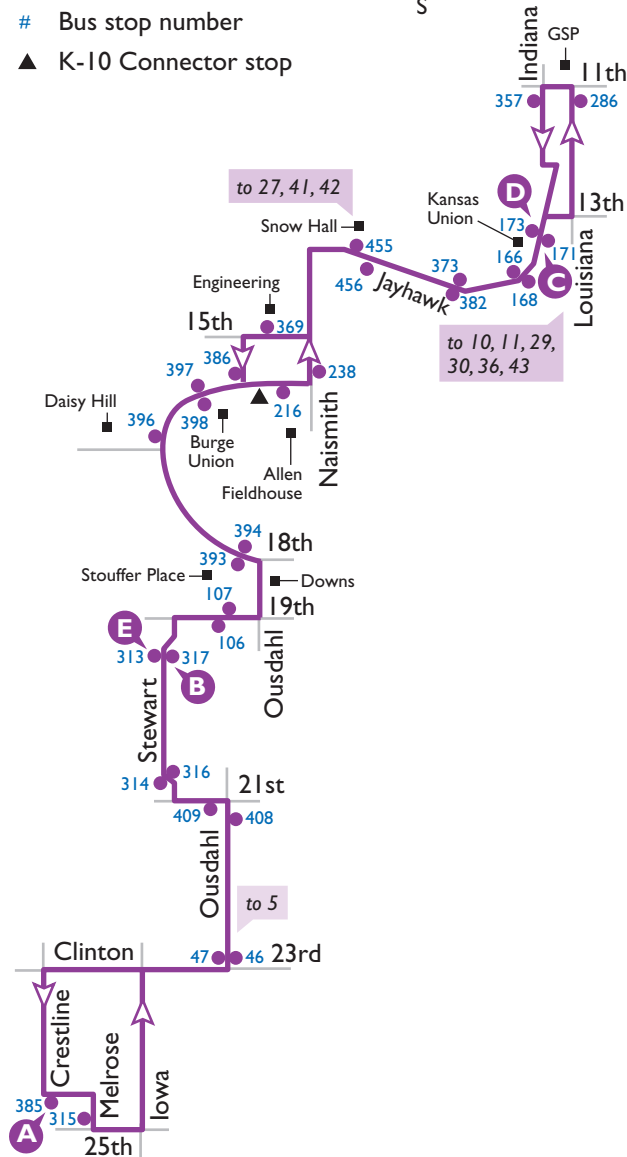 S
# Bus stop number
K-10 Connector stop
Indiana
GSP
11th
357
286
to 27, 41, 42
D
13th
Kansas
Union
173
171
Snow Hall
455
456
Jayhawk
373
382
166
168
C
Louisiana
Engineering
15th
369
to 10, 11, 29,
30, 36, 43
386
238
397
398
216
Daisy Hill
396
Burge
Union
Naismith
Allen
Fieldhouse
394
18th
393
Stouffer Place
Downs
107
19th
106
E
313
317
B
Ousdahl
Stewart
316
314
21st
409
408
Ousdahl
to 5
Clinton
47
46
23rd
Crestline
Melrose
Iowa
385
315
A
25th